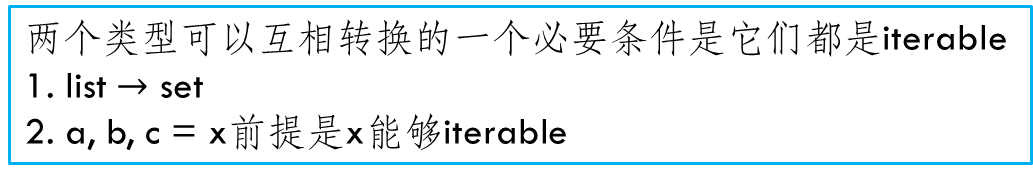 两个类型可以互相转换的一个必要条件是它们都是iterable
1. list → set
2. a, b, c = x前提是x能够iterable